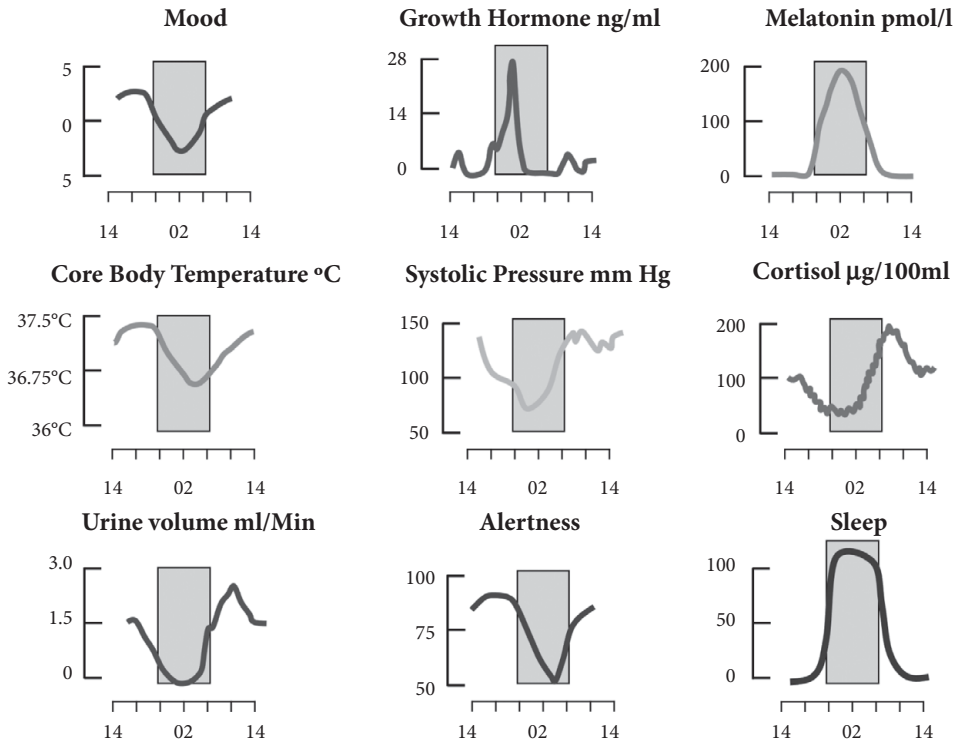 Mood
5
0
5
14 02 14
Growth Hormone ng/ml
28
14
0
14 02 14
Melatonin pmol/l
200
100
0
14 02 14
Core Body Temperature ºC
37.5°C
36.75°C
36°C
14 02 14
Systolic Pressure mm Hg
150
100
50
14 02 14
Cortisol µg/100ml
200
100
0
14 02 14
Urine volume ml/Min
3.0
1.5
0
14 02 14
Alertness
100
75
50
14 02 14
Sleep
100
50
0
14 02 14